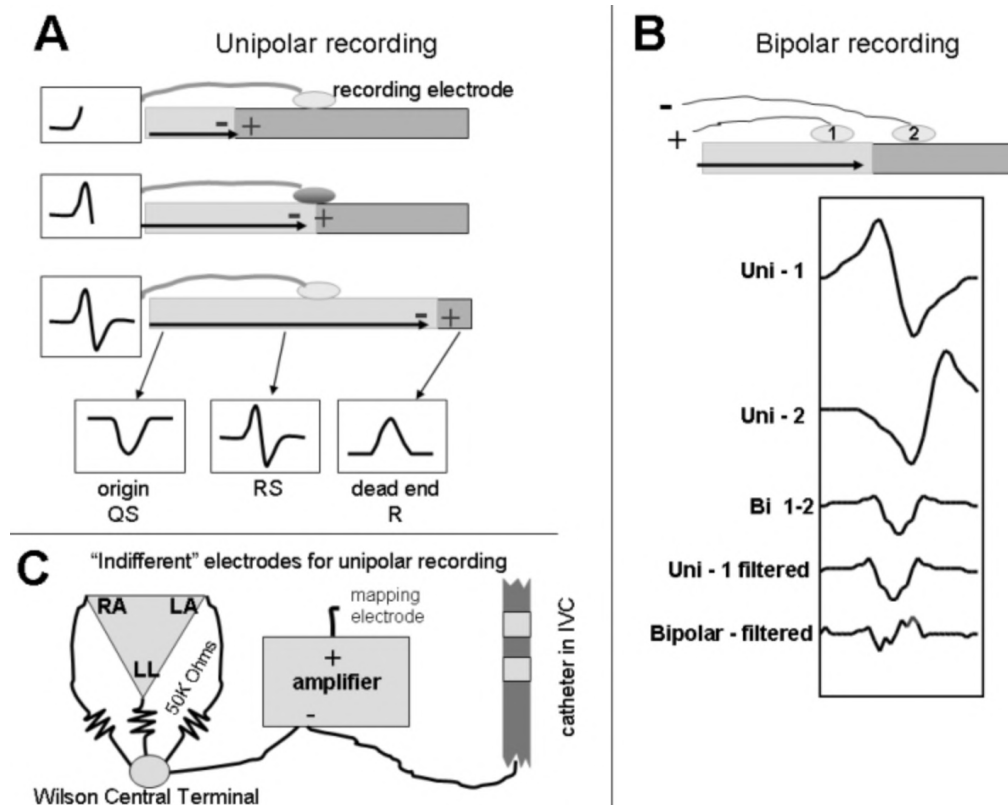 A
Unipolar recording
recording electrode
- +
- +
- +
origin
QS
RS
dead end
R
B
Bipolar recording
-
+
1
2
Uni - 1
Uni - 2
Bi 1-2
Uni - 1 filtered
Bipolar - filtered
C
“Indifferent” electrodes for unipolar recording
RA
LA
LL
50K Ohms
Wilson Central Terminal
mapping
electrode
+
amplifier
-
catheter in IVC